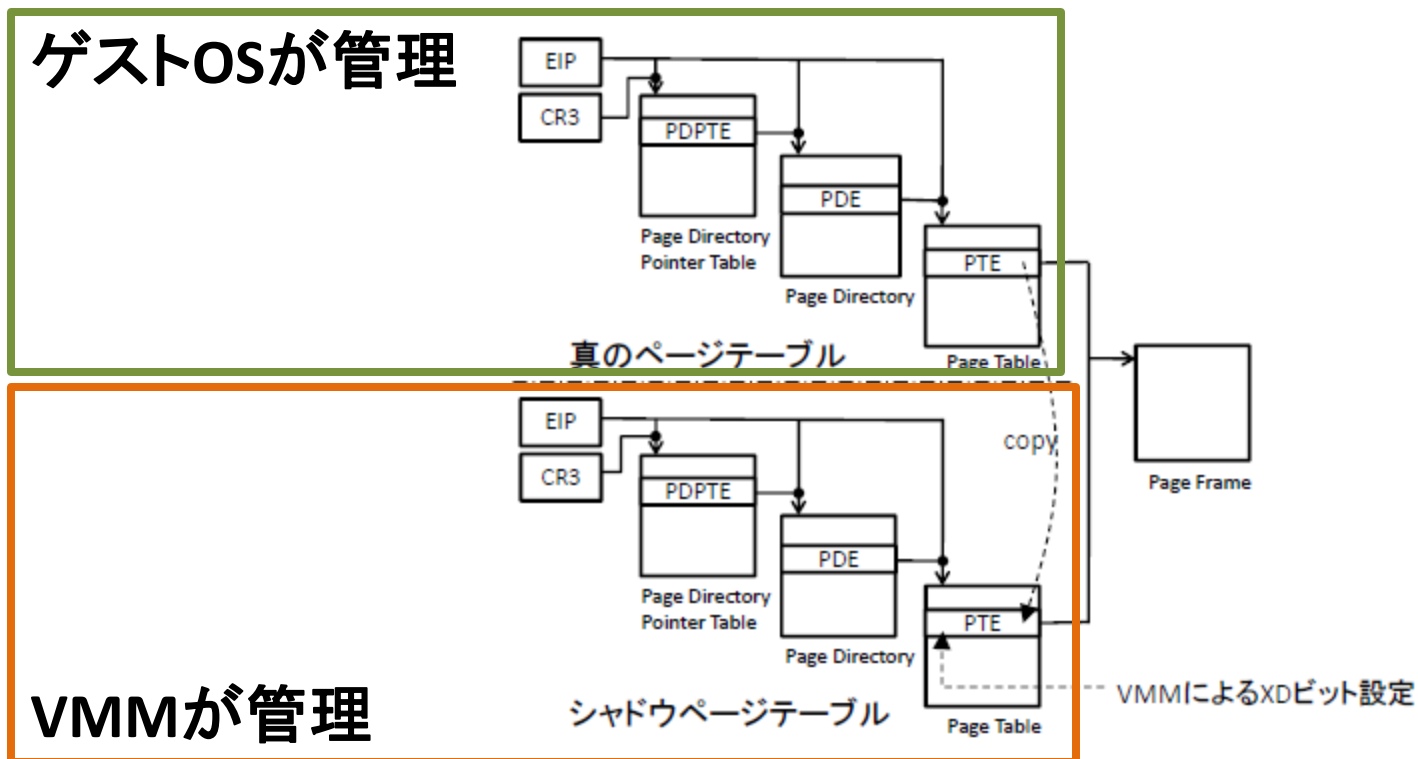 ゲストOSが管理
EIP
CR3
PDPTE
Page Directory
Pointer Table
PDE
Page Directory
PTE
Page Table
真のページテーブル
copy
Page Frame
EIP
CR3
PDPTE
Page Directory
Pointer Table
PDE
Page Directory
PTE
Page Table
シャドウページテーブル
VMMによるXDビット設定
VMMが管理